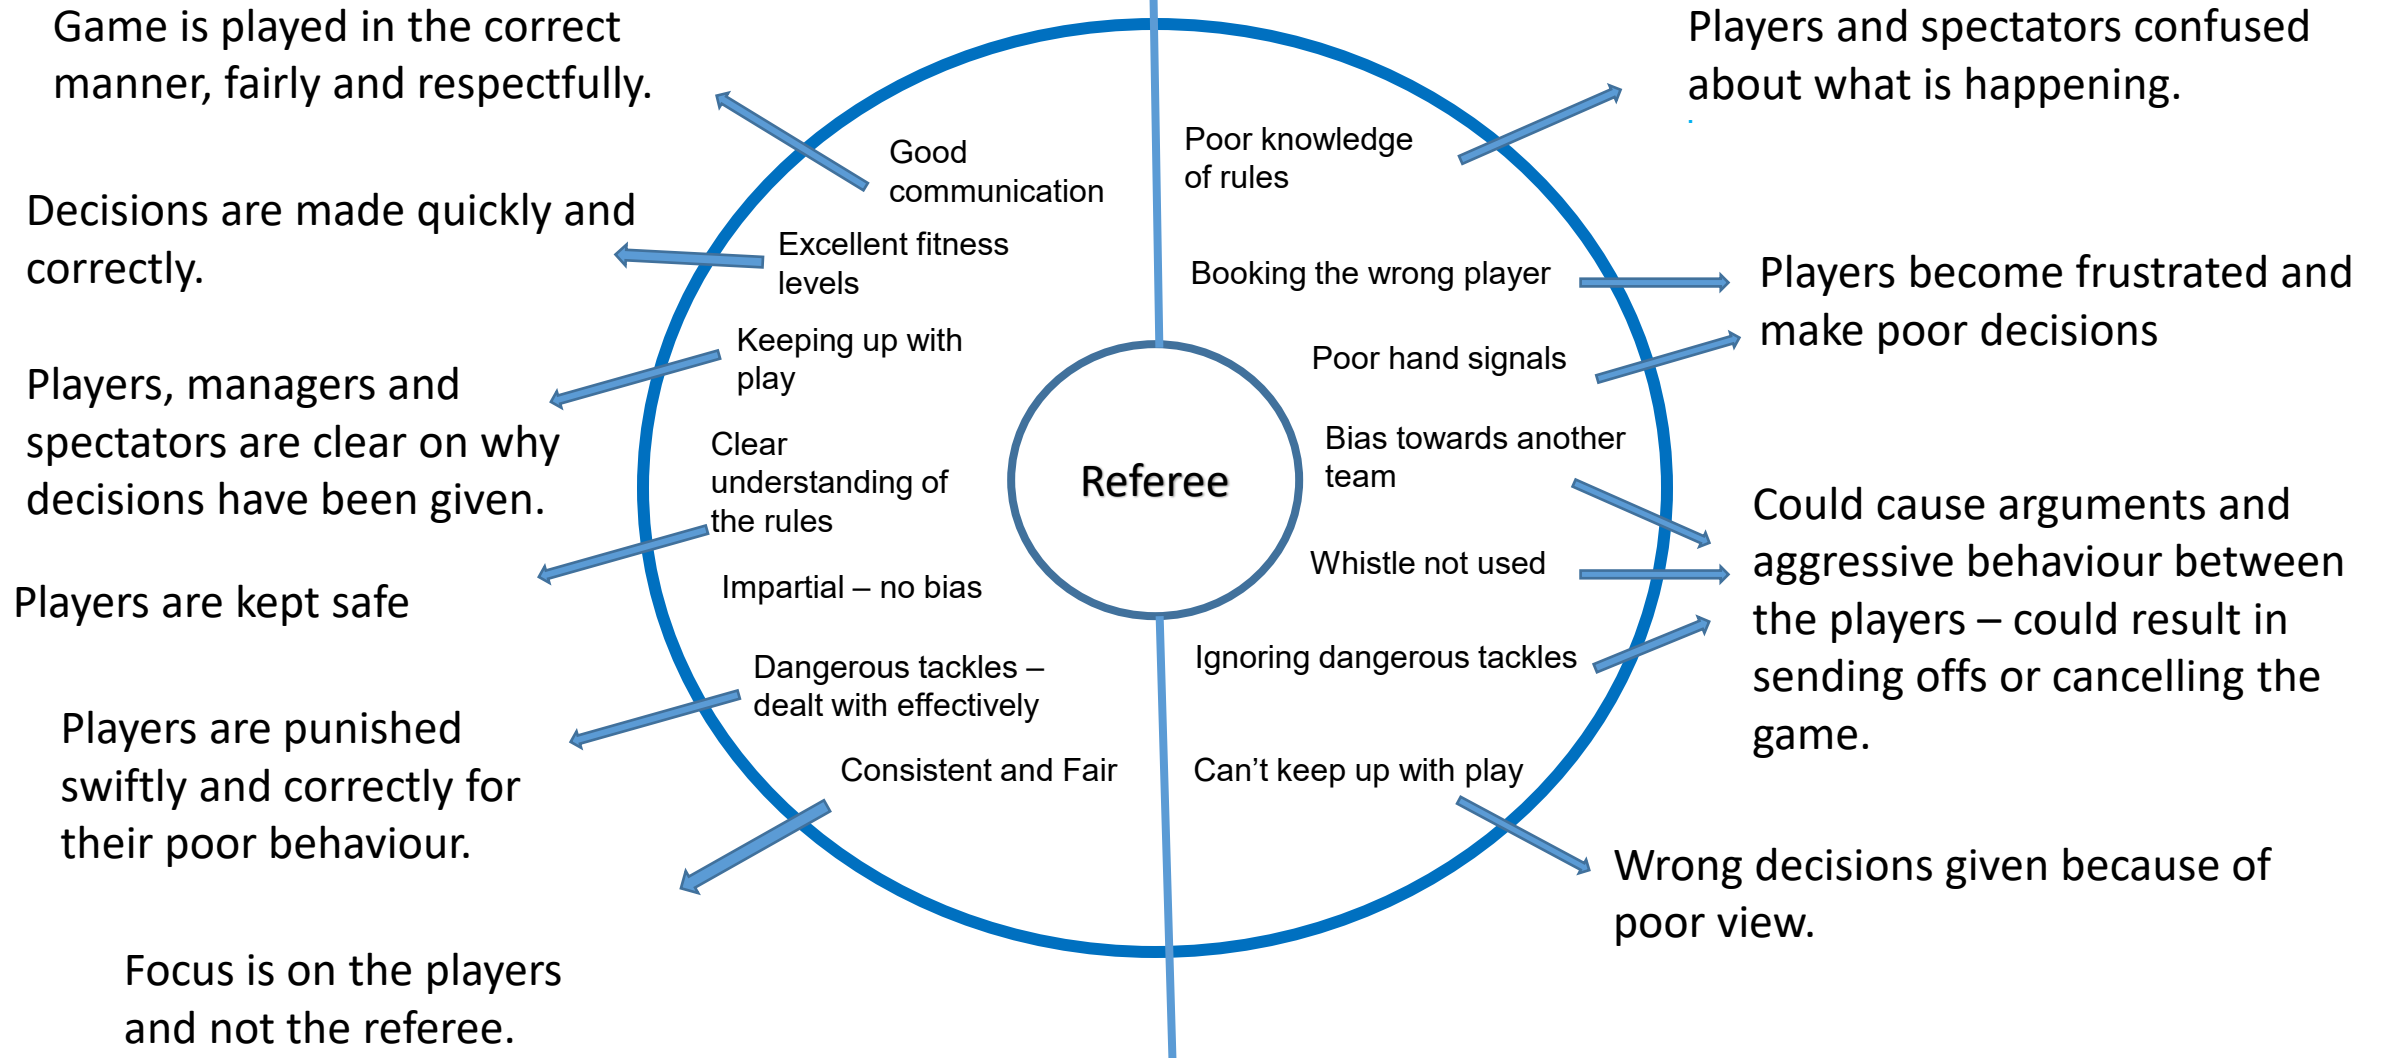 Game is played in the correct
manner, fairly and respectfully.
Decisions are made quickly and
correctly.
Players, managers and
spectators are clear on why
decisions have been given.
Players are kept safe
Players are punished
swiftly and correctly for
their poor behaviour.
Focus is on the players
and not the referee.
Good
communication
Excellent fitness
levels
Keeping up with
play
Clear
understanding of
the rules
Impartial – no bias
Dangerous tackles –
dealt with effectively
Consistent and Fair
Referee
Poor knowledge
of rules
Booking the wrong player
Poor hand signals
Bias towards another
team
Whistle not used
Ignoring dangerous tackles
Can’t keep up with play
Players and spectators confused
about what is happening.
.
Players become frustrated and
make poor decisions
Could cause arguments and
aggressive behaviour between
the players – could result in
sending offs or cancelling the
game.
Wrong decisions given because of
poor view.